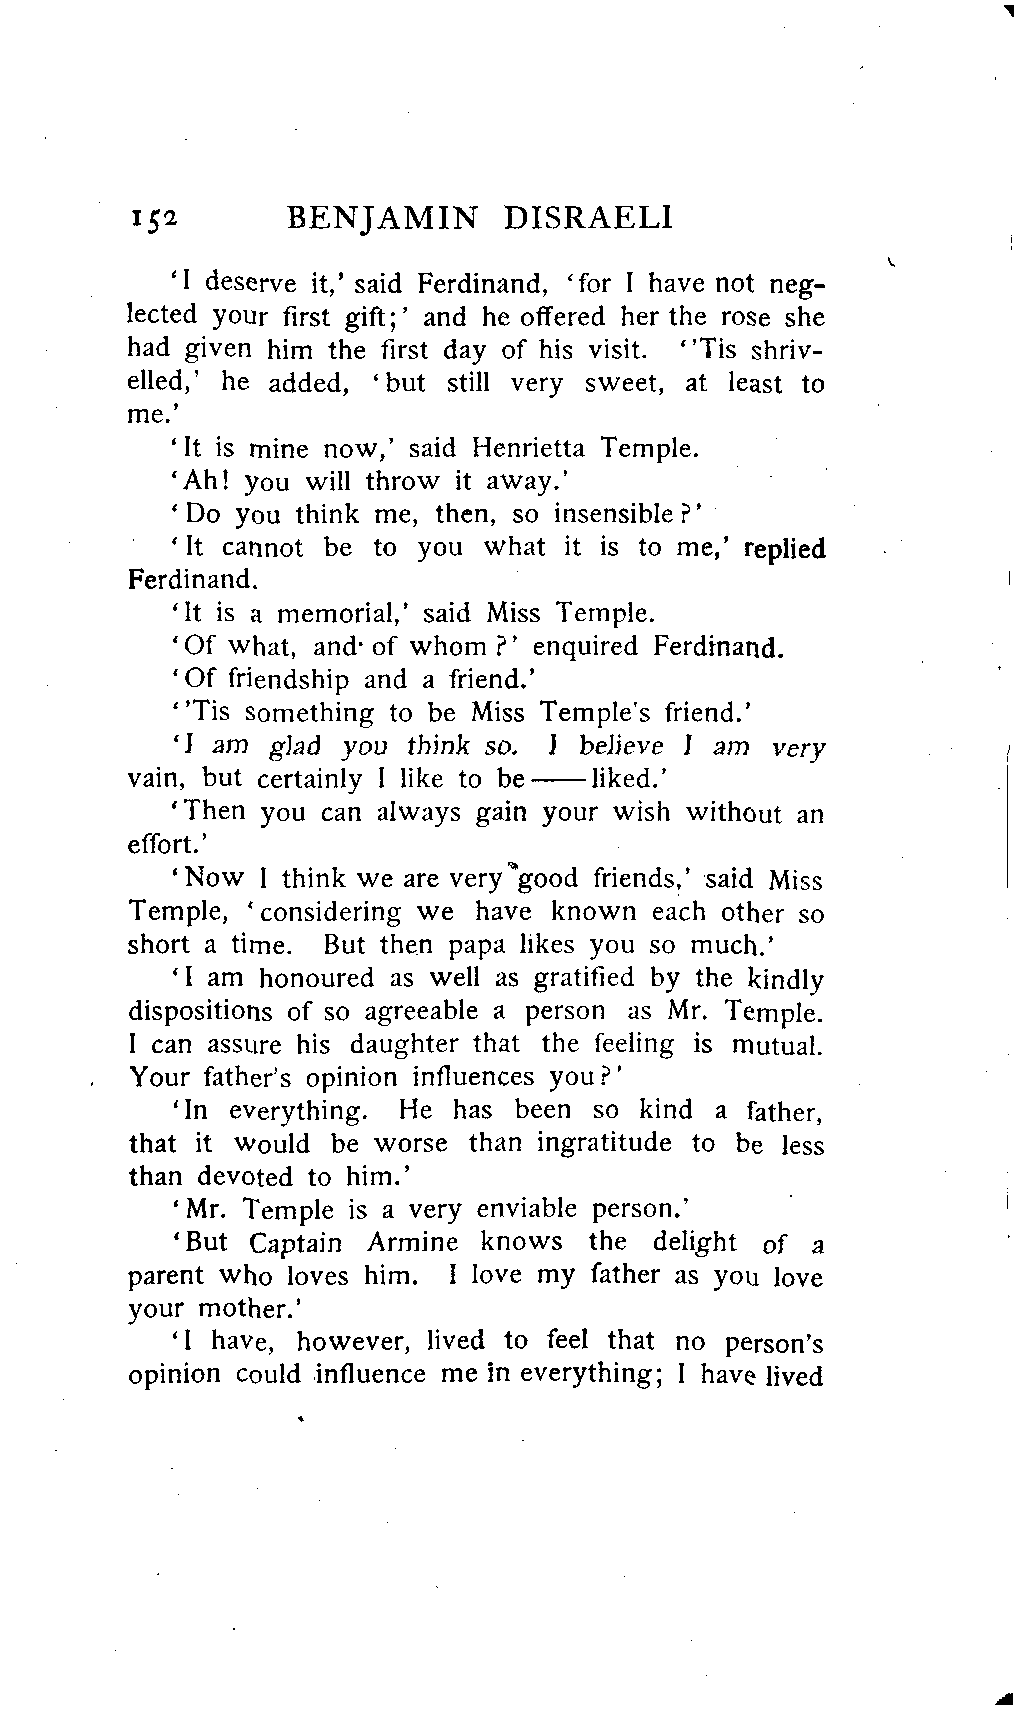 152 BENJAMIN DISRAELI
‘I deserve it,’ said Ferdinand, ‘for I have not neg-
lected your first gift;’ and he offered her the rose she
had given him the first day of his visit. ‘’Tis shriv-
elled,’ he added, ‘but still very sweet, at least to
me.’
‘It is mine now,’ said Henrietta Temple.
‘Ah! you will throw it away.’
‘Do you think me, then, so insensible?’
‘It cannot be to you what it is to me,’ replied
Ferdinand.
‘It is a memorial,’ said Miss Temple.
‘Of what, and of whom?’ enquired Ferdinand.
‘Of friendship and a friend.’
‘’Tis something to be Miss Temple’s friend.’
‘I am glad you think so. I believe I am very
vain, but certainly I like to be——liked.’
‘Then you can always gain your wish without an
effort.’
‘Now I think we are very good friends,’ said Miss
Temple, ‘considering we have known each other so
short a time. But then papa likes you so much.’
‘I am honoured as well as gratified by the kindly
dispositions of so agreeable a person as Mr. Temple.
I can assure his daughter that the feeling is mutual.
Your father’s opinion influences you?’
‘In everything. He has been so kind a father,
that it would be worse than ingratitude to be less
than devoted to him.’
‘Mr. Temple is a very enviable person.’
‘But Captain Armine knows the delight of a
parent who loves him. I love my father as you love
your mother.’
‘I have, however, lived to feel that no person’s
opinion could influence me in everything; I have lived